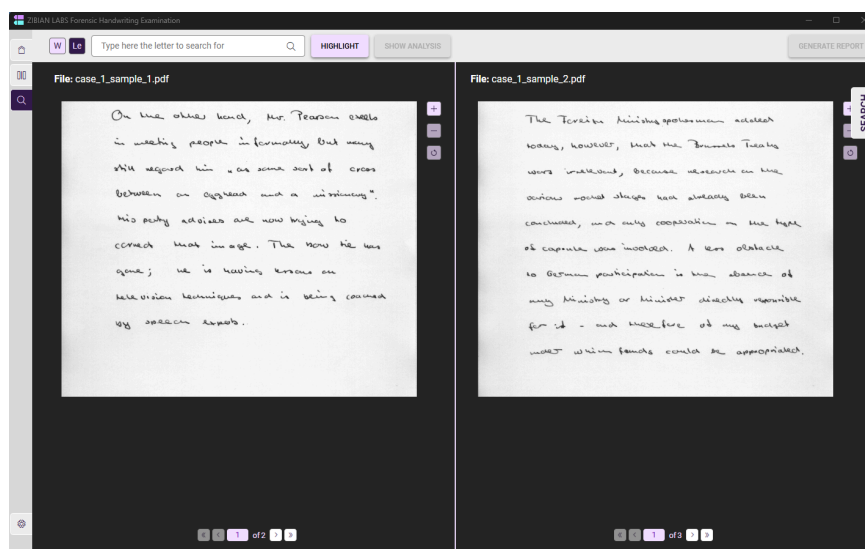 ZIBIAN LABS Forensic Handwriting Examination
W Le Type here the letter to search for HIGHLIGHT SHOW ANALYSIS GENERATE REPORT
SEARCH
File: case_1_sample_1.pdf
On the other hand, Mr. Pearson excels
in meeting people informally, but many
still regard him "as some sort of cross
between an egghead and a missionary".
His party advisers are now trying to
correct that image. The bow tie has
gone; he is having lessons on
television techniques and is being coached
by speech experts.
1 of 2
File: case_1_sample_2.pdf
The Foreign Ministry spokesman added
today, however, that the Brussels Treaty
was irrelevant, because research on the
various rocket stages had already been
concluded, and only cooperation on the type
of capsule was involved. A less obstacle
to German participation is the absence of
any Ministry or Minister directly responsible
for it - and therefore of any budget
under which funds could be appropriated.
1 of 3